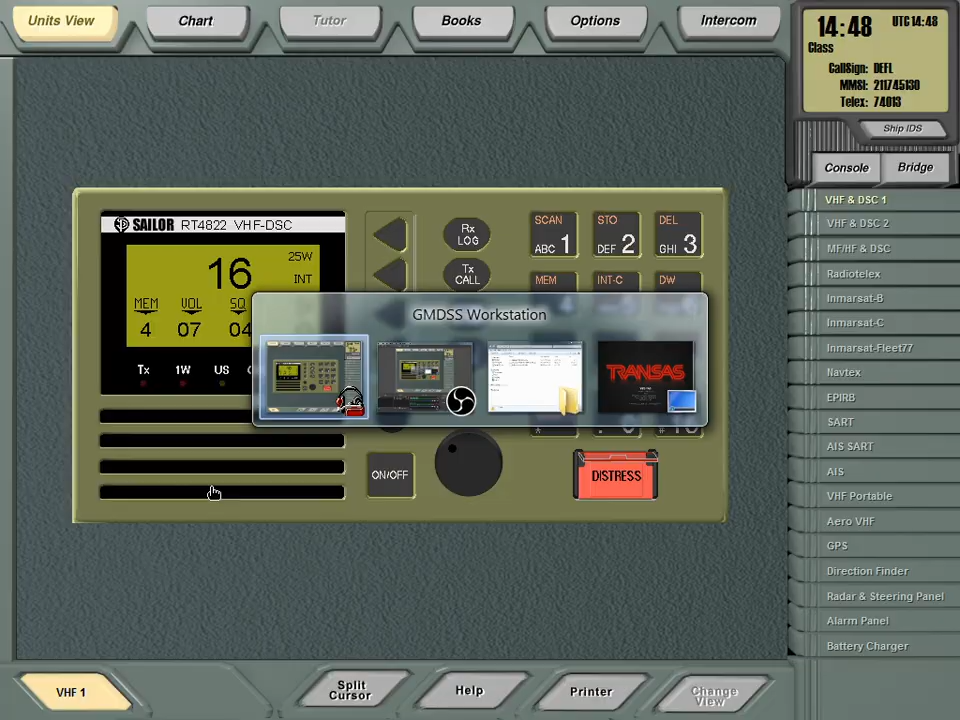 Units View
Chart
Tutor
Books
Options
Intercom
14:48 UTC 14:48
Class
CallSign: DEFL
MMSI: 211745130
Telex: 74013
Ship IDS
Console
Bridge
VHF & DSC 1
VHF & DSC 2
MF/HF & DSC
Radiotelex
Inmarsat-B
Inmarsat-C
Inmarsat-Fleet77
Navtex
EPIRB
SART
AIS SART
AIS
VHF Portable
Aero VHF
GPS
Direction Finder
Radar & Steering Panel
Alarm Panel
Battery Charger
SAILOR RT4822 VHF-DSC
16 25W
INT
MEM VOL SQ
4 07 04
Tx 1W US
Rx
LOG
Tx
CALL
SCAN
ABC 1
STO
DEF 2
DEL
GHI 3
MEM
INT-C
DW
GMDSS Workstation
TRANSAS
ON/OFF
DISTRESS
VHF 1
Split
Cursor
Help
Printer
Change
View